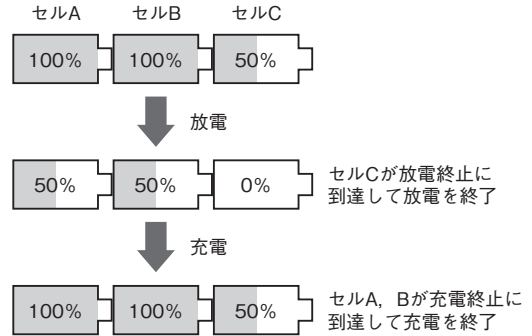 セルA セルB セルC
100% 100% 50%
放電
50% 50% 0%
セルCが放電終止に
到達して放電を終了
充電
100% 100% 50%
セルA，Bが充電終止に
到達して充電を終了